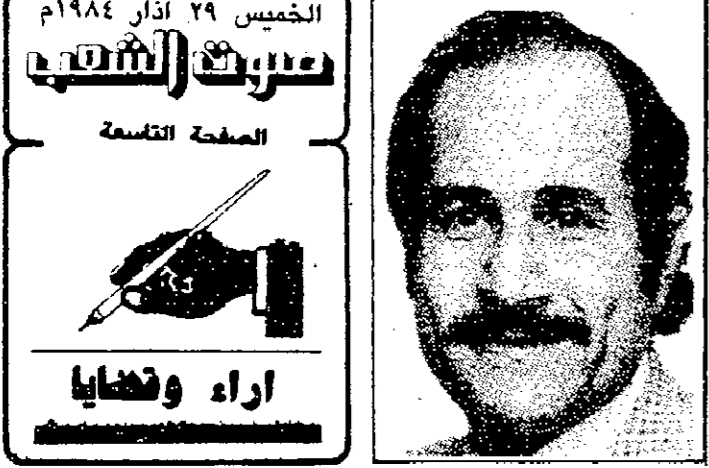 الخميس ٢٩ اذار ١٩٨٤م
صوت الشعب
الصفحة التاسعة
اراء وقضايا